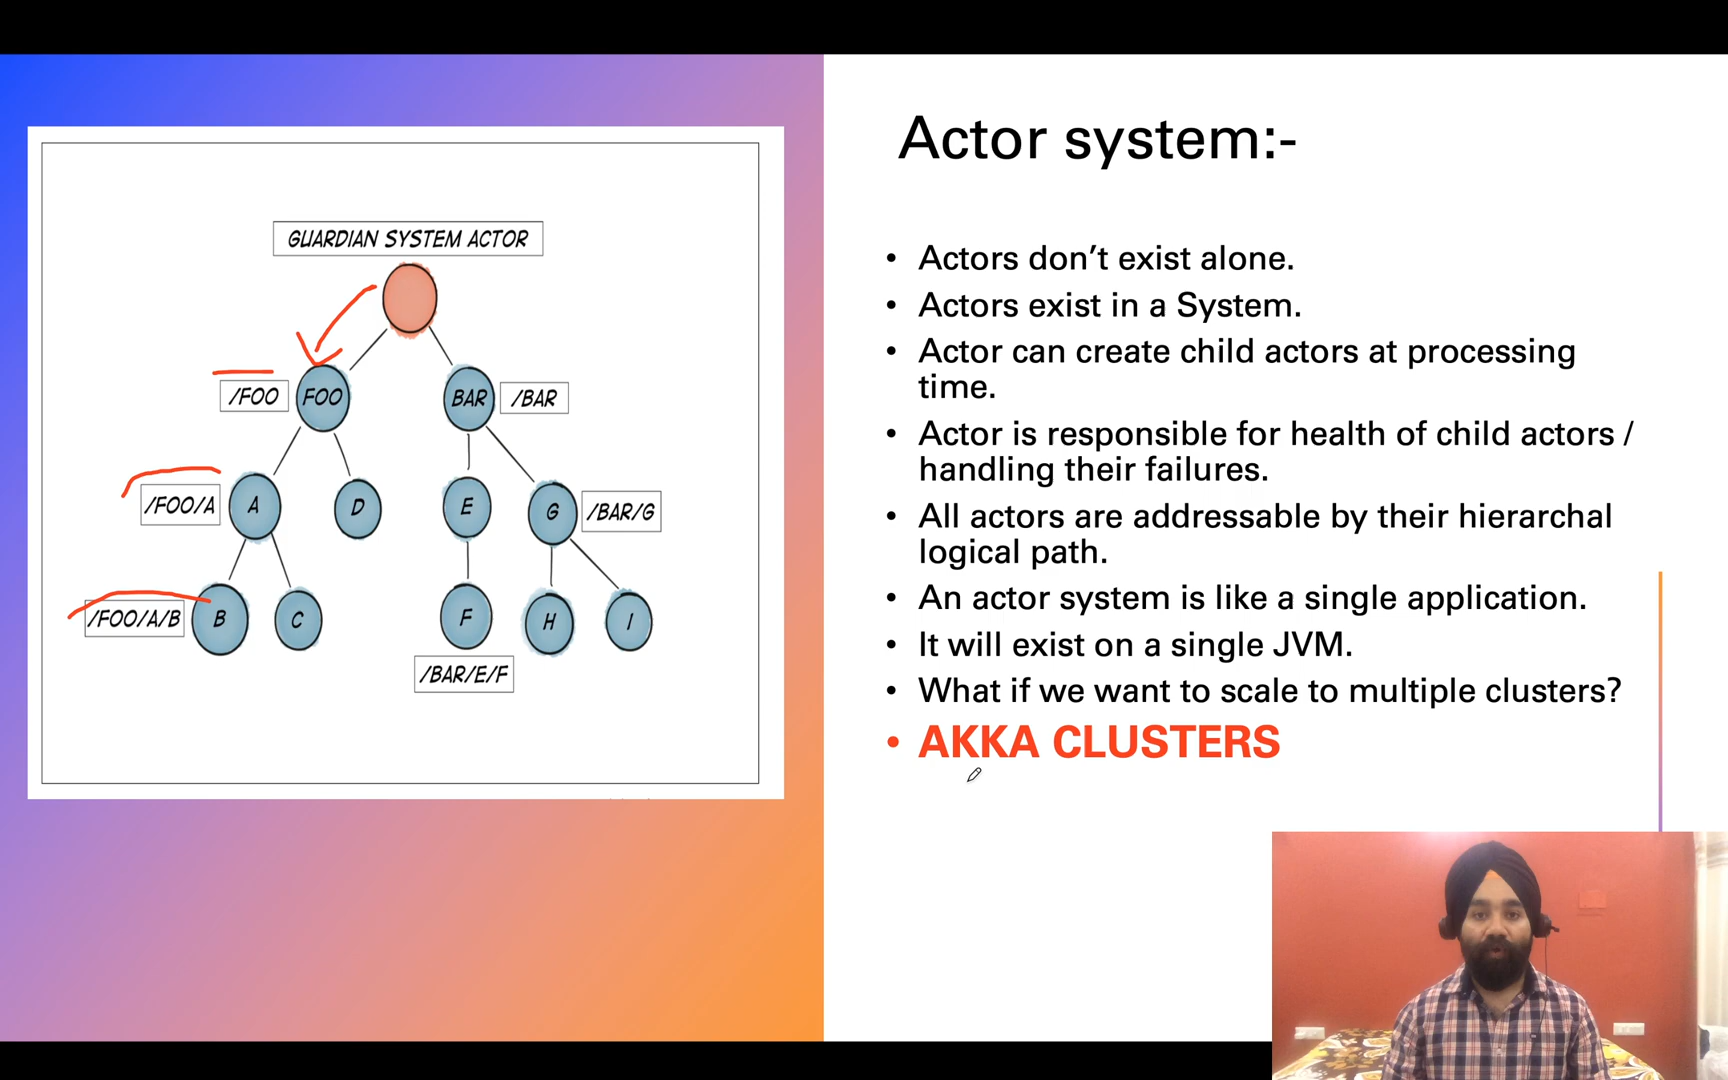 Actor system:-
GUARDIAN SYSTEM ACTOR
/FOO
FOO
BAR
/BAR
/FOO/A
A
D
E
G
/BAR/G
/FOO/A/B
B
C
F
H
I
/BAR/E/F
• Actors don’t exist alone.
• Actors exist in a System.
• Actor can create child actors at processing
time.
• Actor is responsible for health of child actors /
handling their failures.
• All actors are addressable by their hierarchal
logical path.
• An actor system is like a single application.
• It will exist on a single JVM.
• What if we want to scale to multiple clusters?
• AKKA CLUSTERS